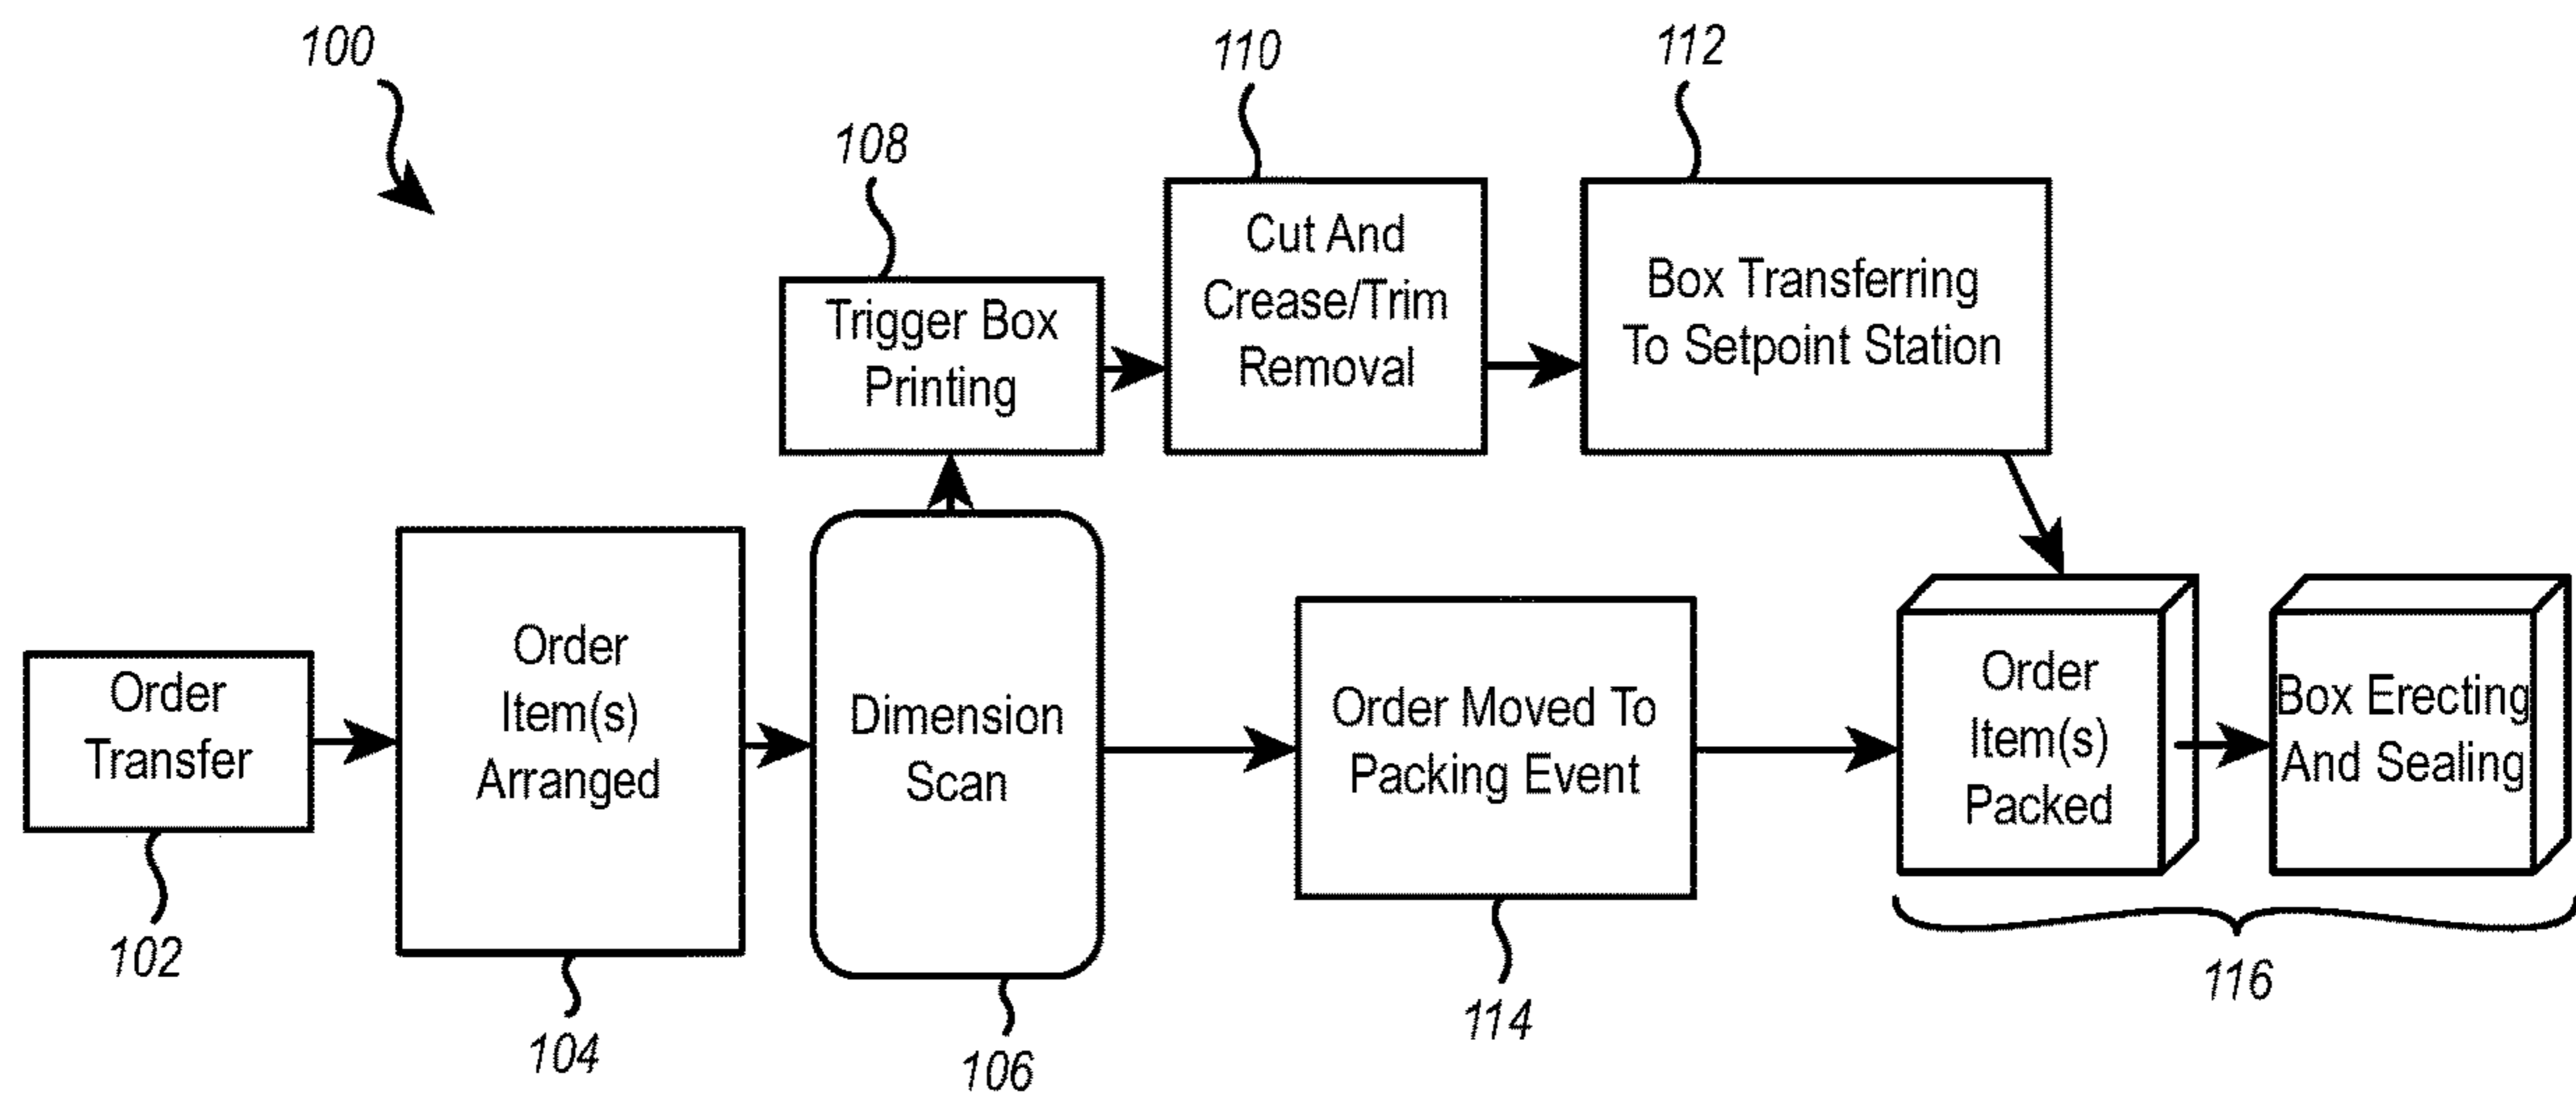 100
110
112
108
Cut And
Crease/Trim
Removal
Box Transferring
To Setpoint Station
Trigger Box
Printing
Order
Transfer
Order
Item(s)
Arranged
Dimension
Scan
Order Moved To
Packing Event
Order
Item(s)
Packed
Box Erecting
And Sealing
102
104
106
114
116